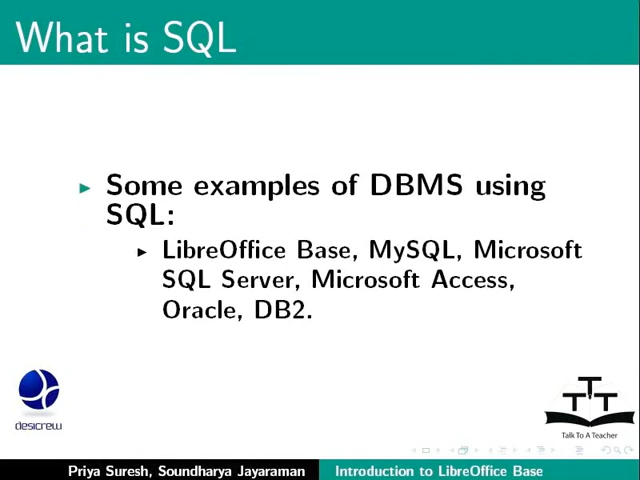 What is SQL
Some examples of DBMS using
SQL:
LibreOffice Base, MySQL, Microsoft
SQL Server, Microsoft Access,
Oracle, DB2.
desicrew
TTT
Talk To A Teacher
Priya Suresh, Soundharya Jayaraman
Introduction to LibreOffice Base